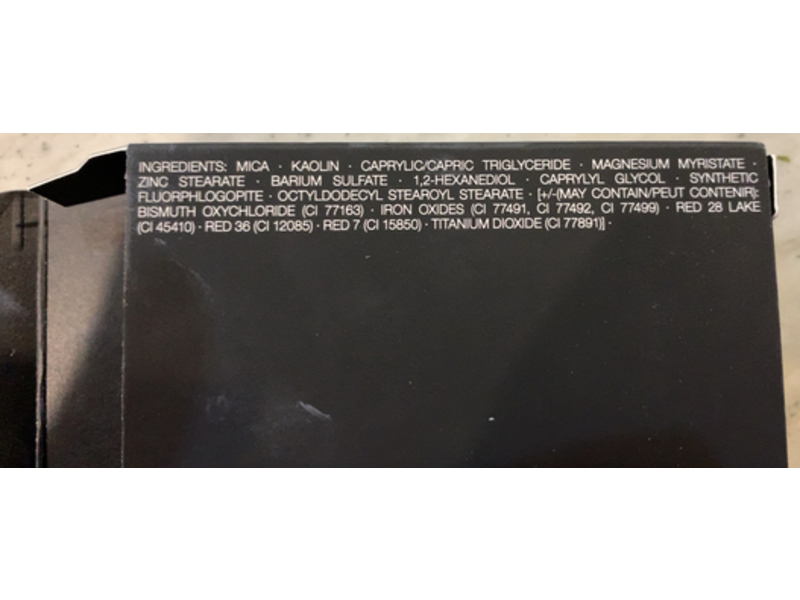 INGREDIENTS: MICA · KAOLIN · CAPRYLIC/CAPRIC TRIGLYCERIDE · MAGNESIUM MYRISTATE ·
ZINC STEARATE · BARIUM SULFATE · 1,2-HEXANEDIOL · CAPRYLYL GLYCOL · SYNTHETIC
FLUORPHLOGOPITE · OCTYLDODECYL STEAROYL STEARATE · [+/-(MAY CONTAIN/PEUT CONTENIR):
BISMUTH OXYCHLORIDE (CI 77163) · IRON OXIDES (CI 77491, CI 77492, CI 77499) · RED 28 LAKE
(CI 45410) · RED 36 (CI 12085) · RED 7 (CI 15850) · TITANIUM DIOXIDE (CI 77891)] ·